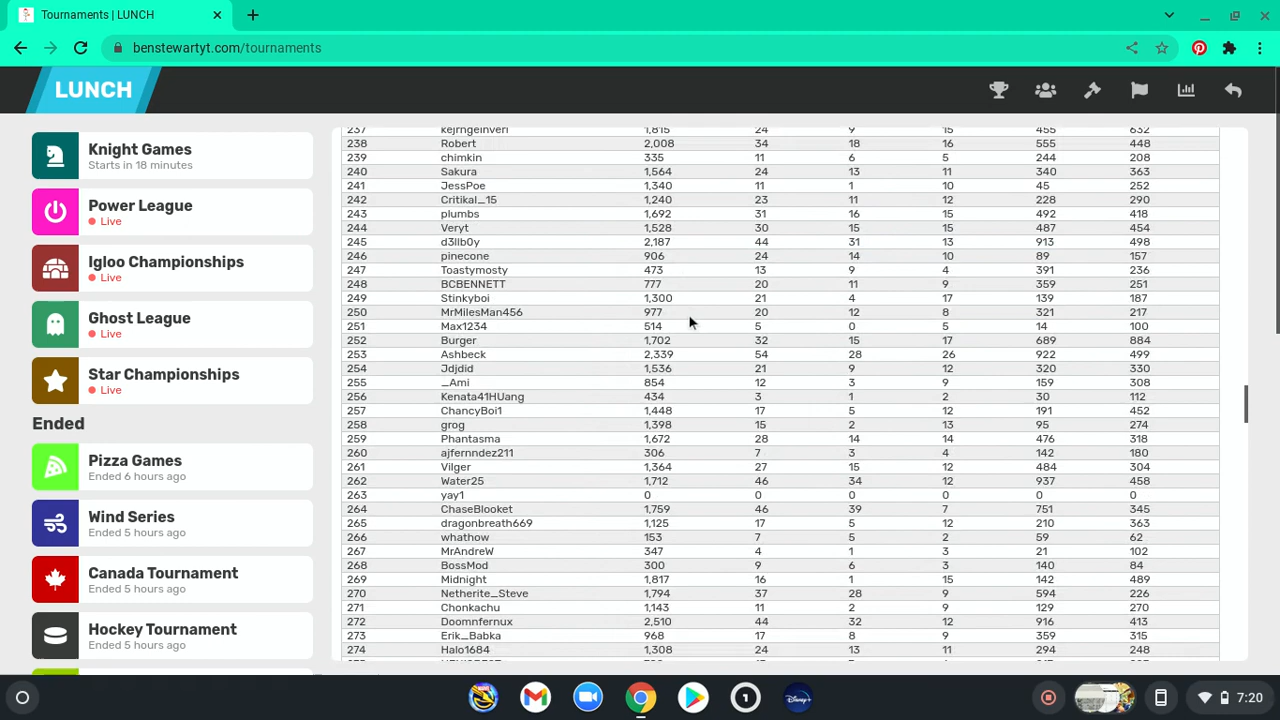 Tournaments | LUNCH
benstewartyt.com/tournaments
LUNCH
Knight Games
Starts in 18 minutes
Power League
Live
Igloo Championships
Live
Ghost League
Live
Star Championships
Live
Ended
Pizza Games
Ended 6 hours ago
Wind Series
Ended 5 hours ago
Canada Tournament
Ended 5 hours ago
Hockey Tournament
Ended 5 hours ago
237 1,815 24 9 15 455 632
238 Robert 2,008 34 18 16 555 448
239 chimkin 335 11 6 5 244 208
240 Sakura 1,564 24 13 11 340 363
241 JessPoe 1,340 11 1 10 45 252
242 Critikal_15 1,240 23 11 12 228 290
243 plumbs 1,692 31 16 15 492 418
244 Veryt 1,528 30 15 15 487 454
245 d3llb0y 2,187 44 31 13 913 498
246 pinecone 906 24 14 10 89 157
247 Toastymosty 473 13 9 4 391 236
248 BCBENNETT 777 20 11 9 359 251
249 Stinkyboi 1,300 21 4 17 139 187
250 MrMilesMan456 977 20 12 8 321 217
251 Max1234 514 5 0 5 14 100
252 Burger 1,702 32 15 17 689 884
253 Ashbeck 2,339 54 28 26 922 499
254 Jdjdid 1,536 21 9 12 320 330
255 _Ami 854 12 3 9 159 308
256 Kenata41HUang 434 3 1 2 30 112
257 ChancyBoi1 1,448 17 5 12 191 452
258 grog 1,398 15 2 13 95 274
259 Phantasma 1,672 28 14 14 476 318
260 ajfernndez211 306 7 3 4 142 180
261 Vilger 1,364 27 15 12 484 304
262 Water25 1,712 46 34 12 937 458
263 yay1 0 0 0 0 0 0
264 ChaseBlooket 1,759 46 39 7 751 345
265 dragonbreath669 1,125 17 5 12 210 363
266 whathow 153 7 5 2 59 62
267 MrAndreW 347 4 1 3 21 102
268 BossMod 300 9 6 3 140 84
269 Midnight 1,817 16 1 15 142 489
270 Netherite_Steve 1,794 37 28 9 594 226
271 Chonkachu 1,143 11 2 9 129 270
272 Doomnfernux 2,510 44 32 12 916 413
273 Erik_Babka 968 17 8 9 359 315
274 Halo1684 1,308 24 13 11 294 248
1
Disney+
7:20